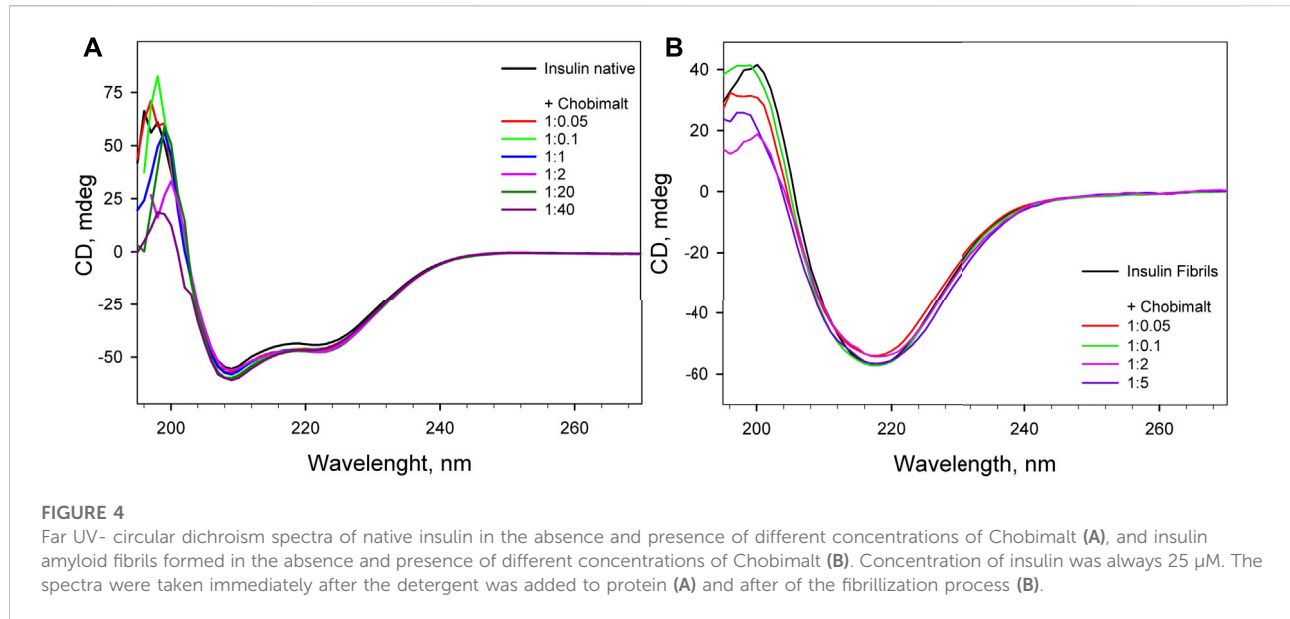 A
75
50
25
0
-25
-50
CD, mdeg
Insulin native
+ Chobimalt
1:0.05
1:0.1
1:1
1:2
1:20
1:40
200
220
240
260
Wavelenght, nm
B
40
20
0
-20
-40
-60
CD, mdeg
Insulin Fibrils
+ Chobimalt
1:0.05
1:0.1
1:2
1:5
200
220
240
260
Wavelength, nm
FIGURE 4
Far UV- circular dichroism spectra of native insulin in the absence and presence of different concentrations of Chobimalt (A), and insulin
amyloid fibrils formed in the absence and presence of different concentrations of Chobimalt (B). Concentration of insulin was always 25 µM. The
spectra were taken immediately after the detergent was added to protein (A) and after of the fibrillization process (B).